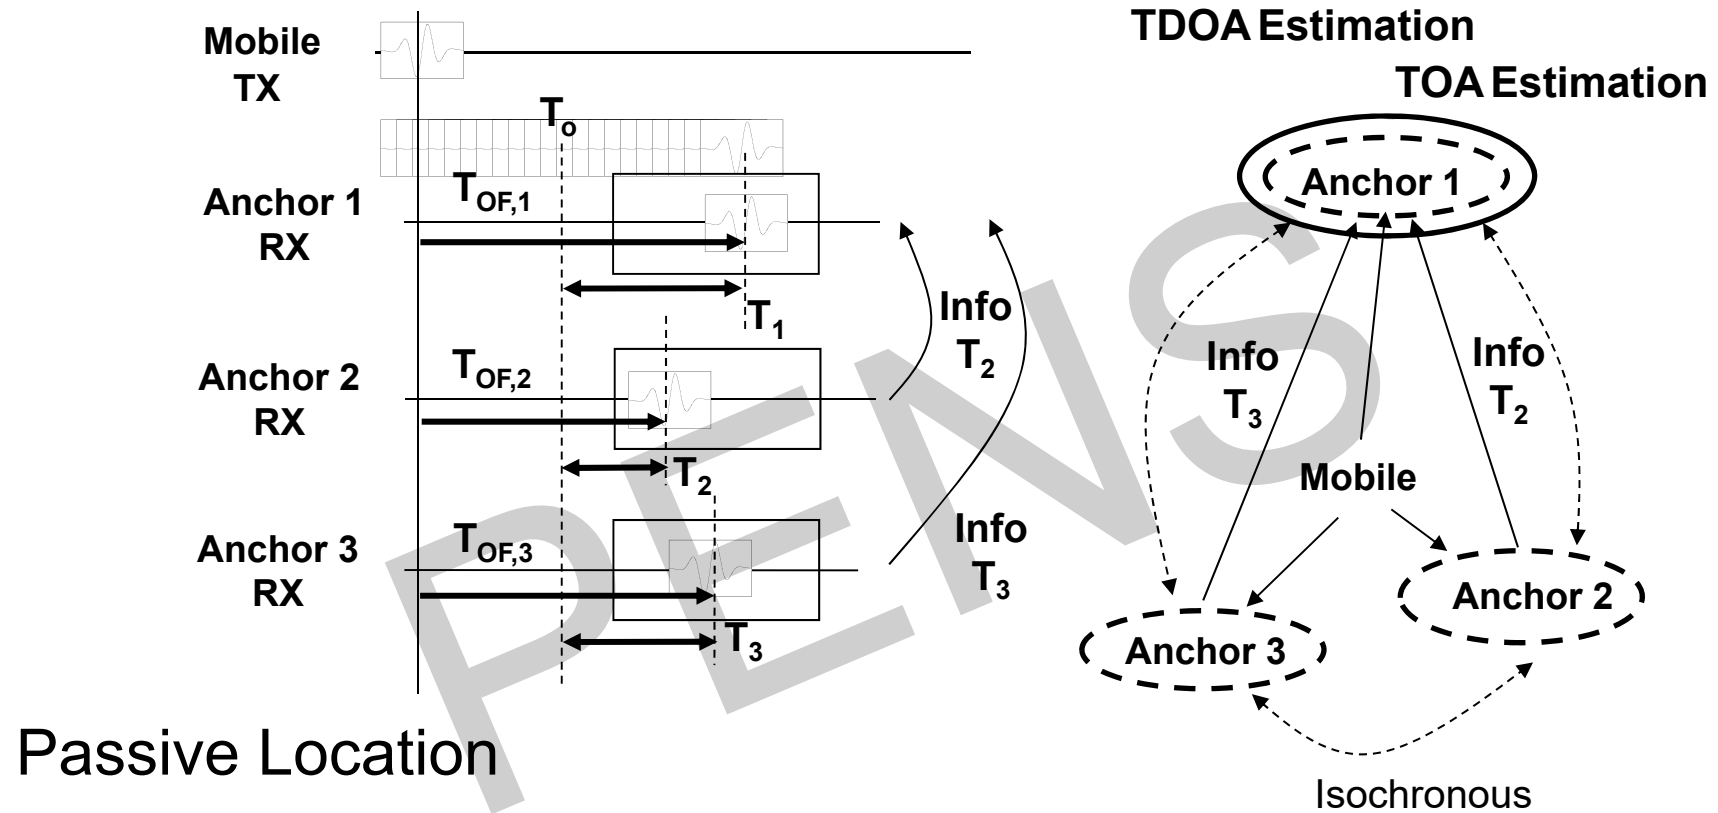 TDOA Estimation
TOA Estimation
Mobile
TX
To
Anchor 1
RX
TOF,1
T1
Anchor 2
RX
TOF,2
T2
Anchor 3
RX
TOF,3
T3
Info
T2
Info
T3
Anchor 1
Info
T3
Info
T2
Mobile
Anchor 2
Anchor 3
Isochronous
Passive Location
PENS